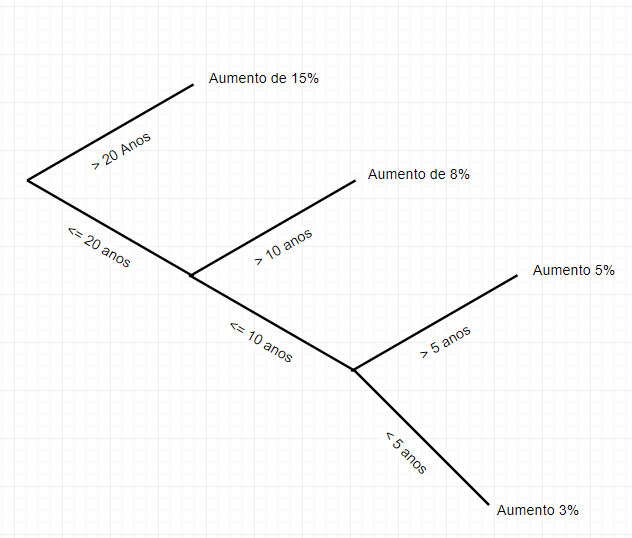 Aumento de 15%
> 20 Anos
Aumento de 8%
<= 20 anos
> 10 anos
Aumento 5%
<= 10 anos
> 5 anos
< 5 anos
Aumento 3%